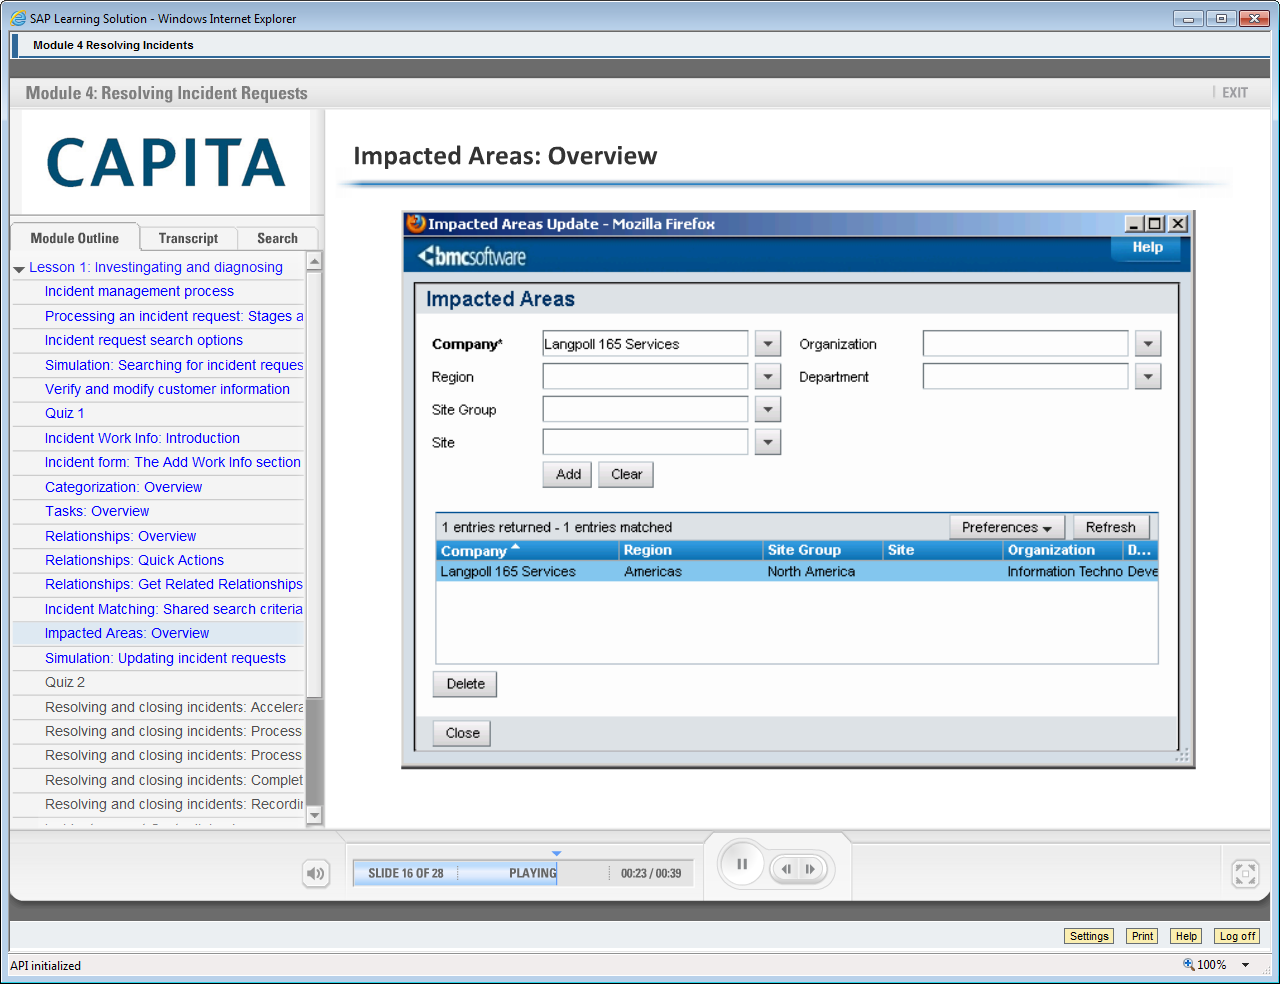 SAP Learning Solution - Windows Internet Explorer
Module 4 Resolving Incidents
Module 4: Resolving Incident Requests
EXIT
CAPITA
Module Outline Transcript Search
Lesson 1: Investingating and diagnosing
Incident management process
Processing an incident request: Stages a
Incident request search options
Simulation: Searching for incident reques
Verify and modify customer information
Quiz 1
Incident Work Info: Introduction
Incident form: The Add Work Info section
Categorization: Overview
Tasks: Overview
Relationships: Overview
Relationships: Quick Actions
Relationships: Get Related Relationships
Incident Matching: Shared search criteria
Impacted Areas: Overview
Simulation: Updating incident requests
Quiz 2
Resolving and closing incidents: Accelera
Resolving and closing incidents: Process
Resolving and closing incidents: Process
Resolving and closing incidents: Complet
Resolving and closing incidents: Recordin
Impacted Areas: Overview
Impacted Areas Update - Mozilla Firefox
bmcsoftware
Help
Impacted Areas
Company* Langpoll 165 Services Organization
Region Department
Site Group
Site
Add Clear
1 entries returned - 1 entries matched Preferences Refresh
Company Region Site Group Site Organization D...
Langpoll 165 Services Americas North America Information Techno Deve
Delete
Close
SLIDE 16 OF 28 PLAYING 00:23 / 00:39
Settings Print Help Log off
API initialized
100%